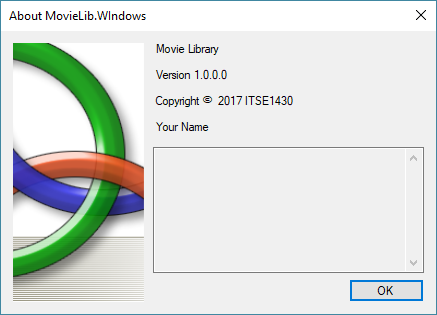 About MovieLib.WIndows
Movie Library
Version 1.0.0.0
Copyright © 2017 ITSE1430
Your Name
OK